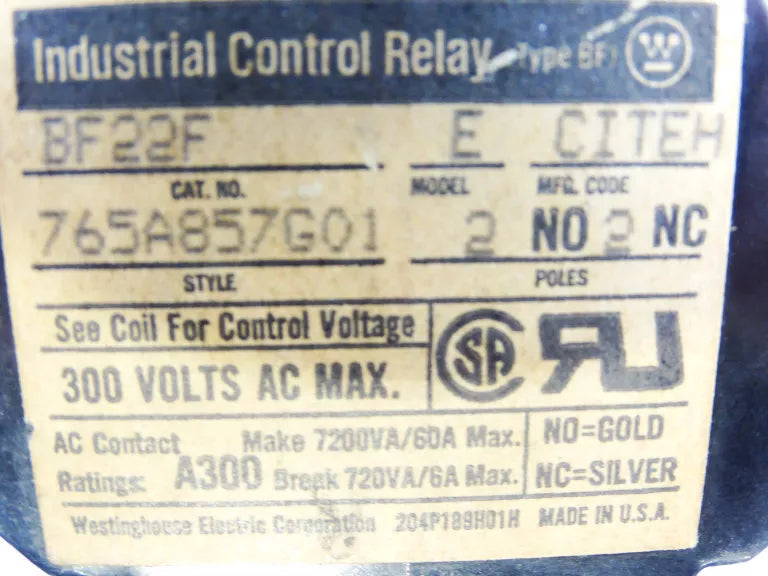 Industrial Control Relay Type BF W
BF22F E CITEH
CAT. NO. MODEL MFG. CODE
765A857G01 2 NO 2 NC
STYLE POLES
See Coil For Control Voltage
300 VOLTS AC MAX.
SA RU
AC Contact Make 7200VA/60A Max. NO=GOLD
Ratings: A300 Break 720VA/6A Max. NC=SILVER
Westinghouse Electric Corporation 204P189H01H MADE IN U.S.A.